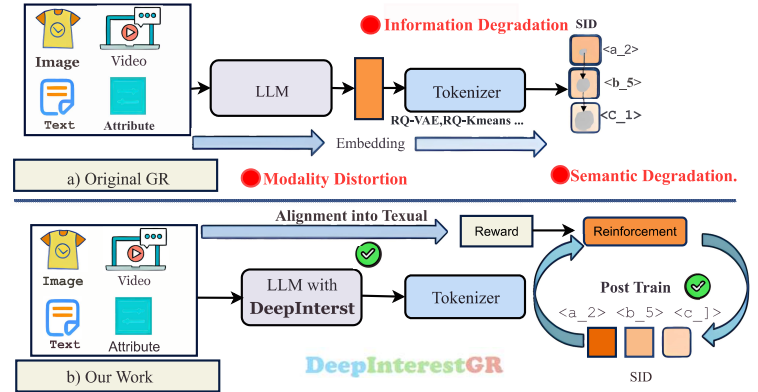 Information Degradation
SID
Image
Video
<a_2>
LLM
Tokenizer
<b_5>
Text
Attribute
RQ-VAE,RQ-Kmeans ...
<C_1>
Embedding
a) Original GR
Modality Distortion
Semantic Degradation.
Alignment into Texual
Reward
Reinforcement
Image
Video
LLM with
DeepInterst
Tokenizer
Post Train
<a_2> <b_5> <c_]>
Text
Attribute
b) Our Work
DeepInterestGR
SID